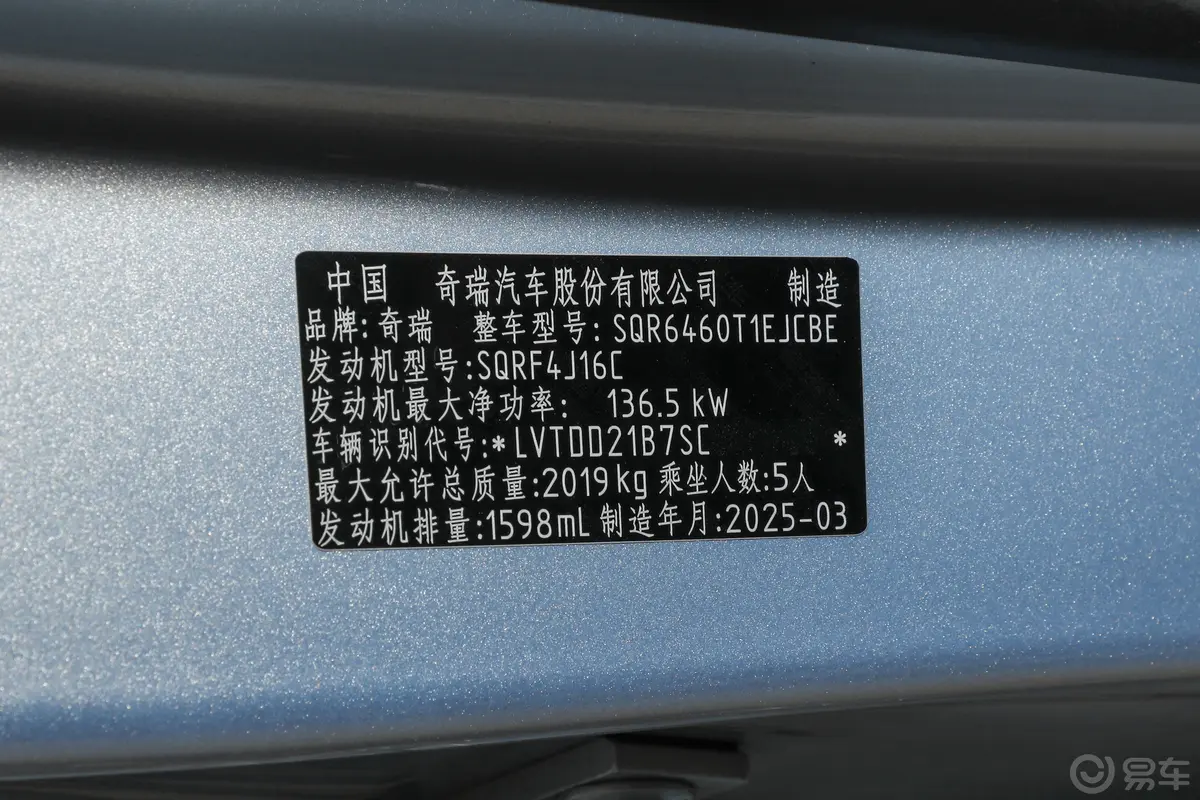 中国 奇瑞汽车股份有限公司 制造
品牌:奇瑞 整车型号:SQR6460T1EJCBE
发动机型号:SQRF4J16C
发动机最大净功率: 136.5 kW
车辆识别代号:*LVTDD21B7SC *
最大允许总质量:2019kg 乘坐人数:5人
发动机排量:1598mL 制造年月:2025-03
易车